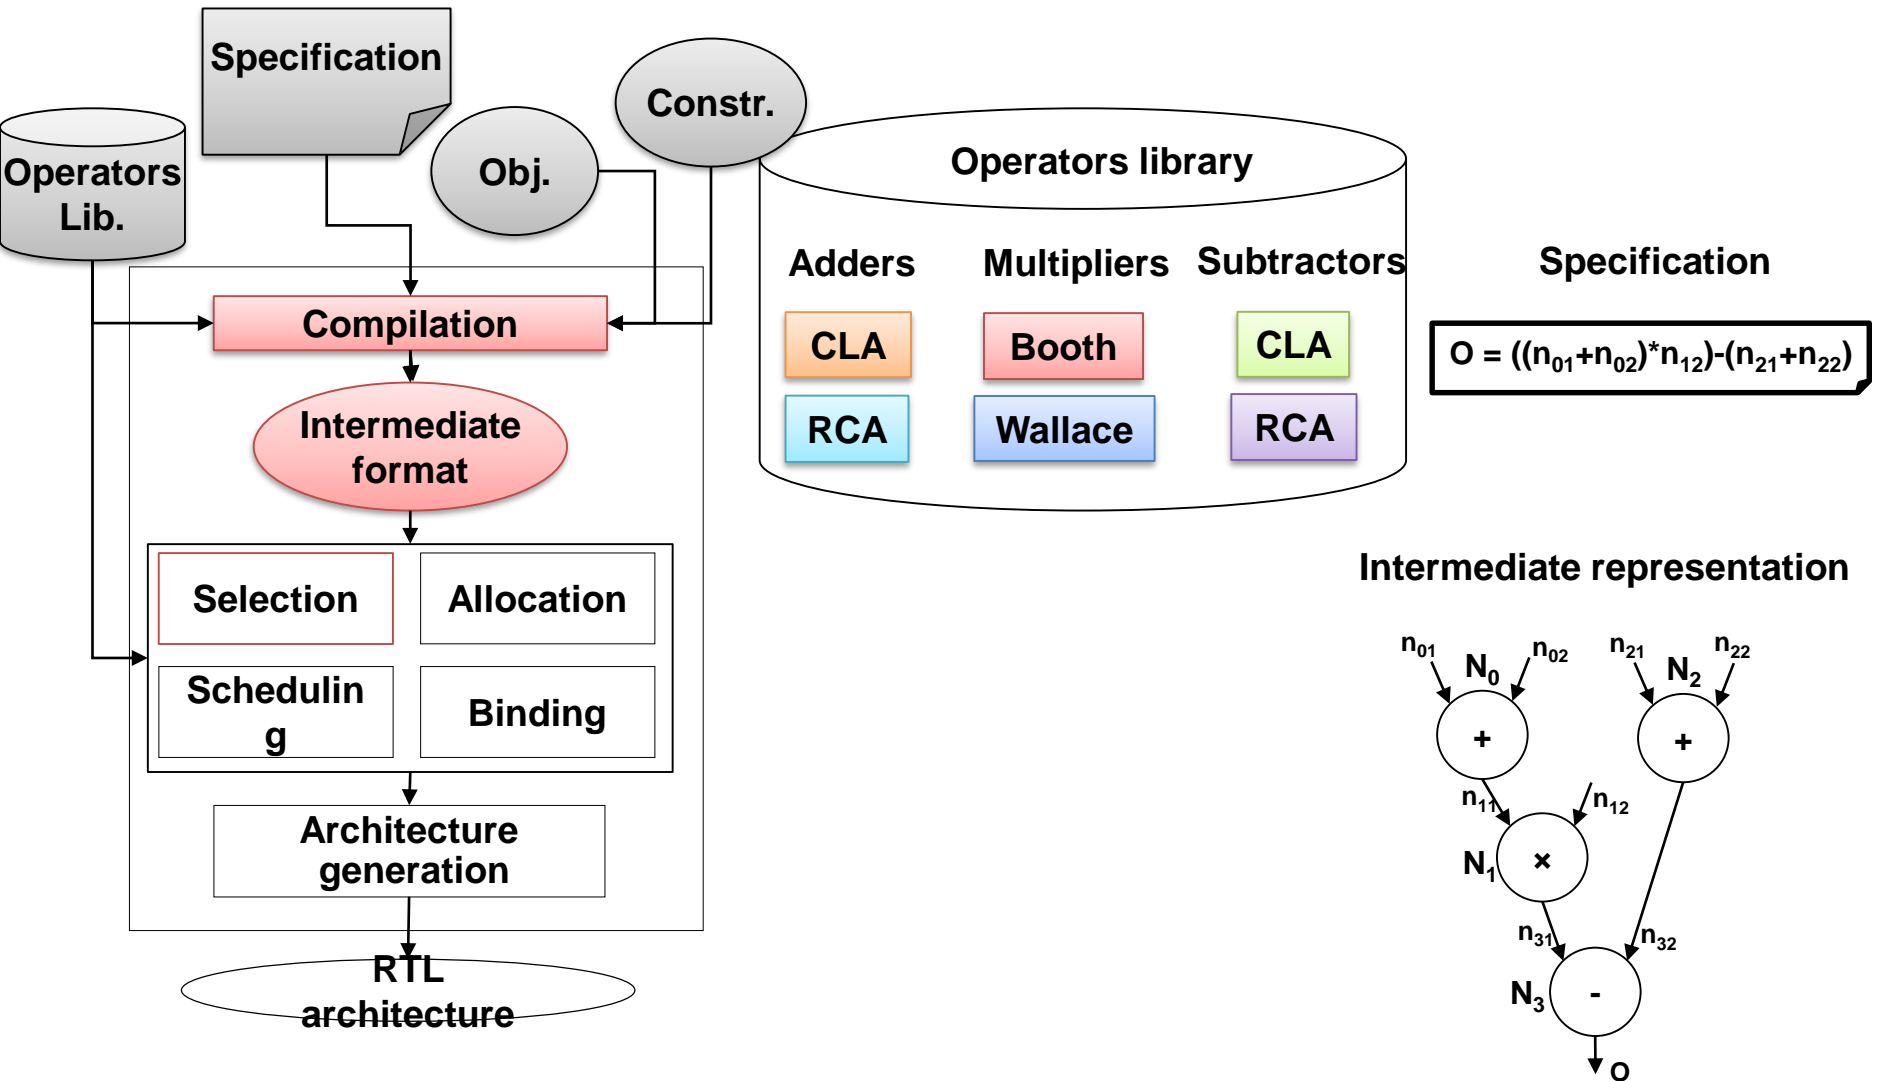 Specification
Operators
Lib.
Obj.
Constr.
Compilation
Intermediate
format
Selection
Allocation
Schedulin
g
Binding
Architecture
generation
RTL
architecture
Operators library
Adders
Multipliers
Subtractors
CLA
Booth
CLA
RCA
Wallace
RCA
Specification
O = ((n01+n02)*n12)-(n21+n22)
Intermediate representation
n01
N0
n02
n21
N2
n22
+
+
n11
n12
N1
×
n31
n32
N3
-
O